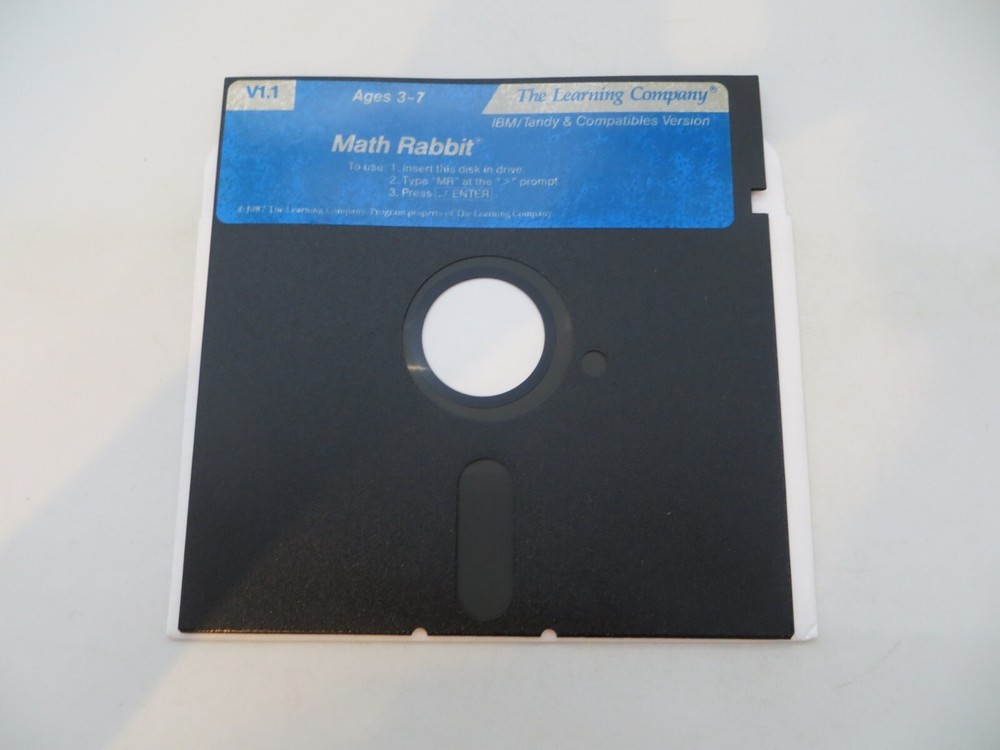 V1.1
Ages 3-7
The Learning Company®
IBM/Tandy & Compatibles Version
Math Rabbit®
To use: 1. Insert this disk in drive.
2. Type "MR" at the ">" prompt.
3. Press ↵ ENTER
© 1987 The Learning Company. Program property of The Learning Company